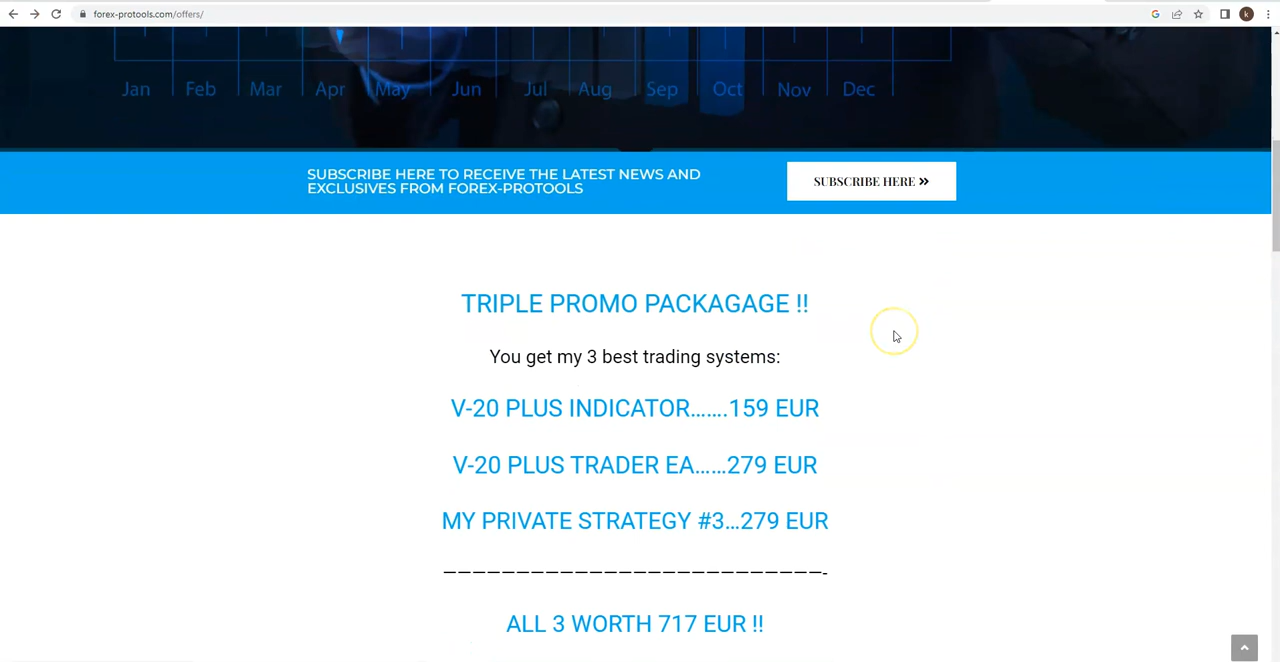 forex-protools.com/offers/
Jan Feb Mar Apr May Jun Jul Aug Sep Oct Nov Dec
SUBSCRIBE HERE TO RECEIVE THE LATEST NEWS AND
EXCLUSIVES FROM FOREX-PROTOOLS
SUBSCRIBE HERE »
TRIPLE PROMO PACKAGAGE !!
You get my 3 best trading systems:
V-20 PLUS INDICATOR…….159 EUR
V-20 PLUS TRADER EA……279 EUR
MY PRIVATE STRATEGY #3…279 EUR
——————————————————————————-
ALL 3 WORTH 717 EUR !!